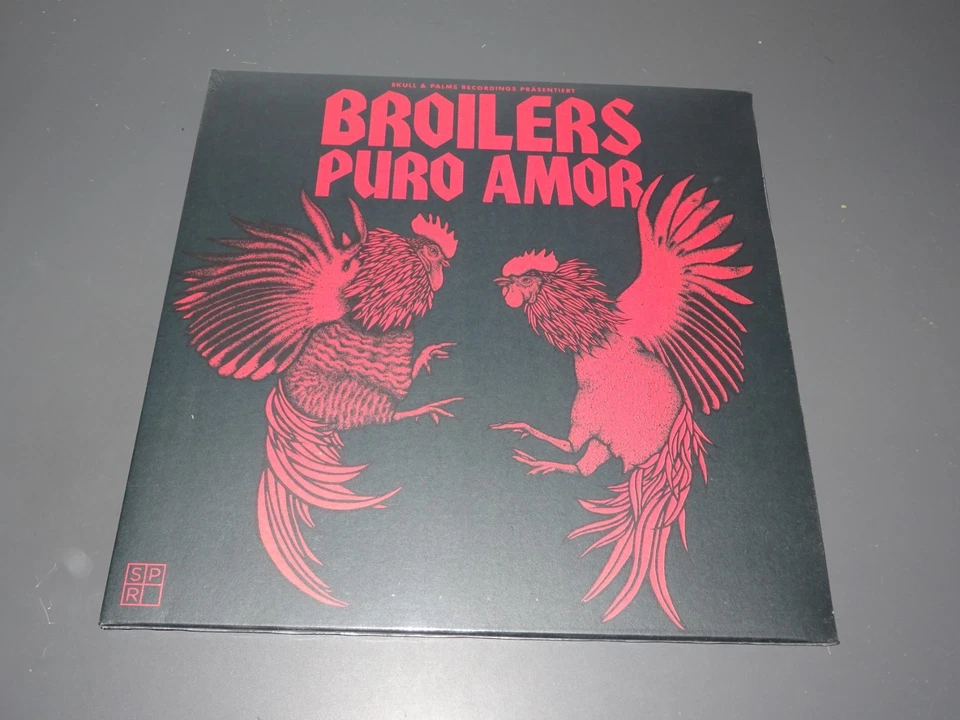 SKULL & PALMS RECORDINGS PRÄSENTIERT
BROILERS
PURO AMOR
SP
R